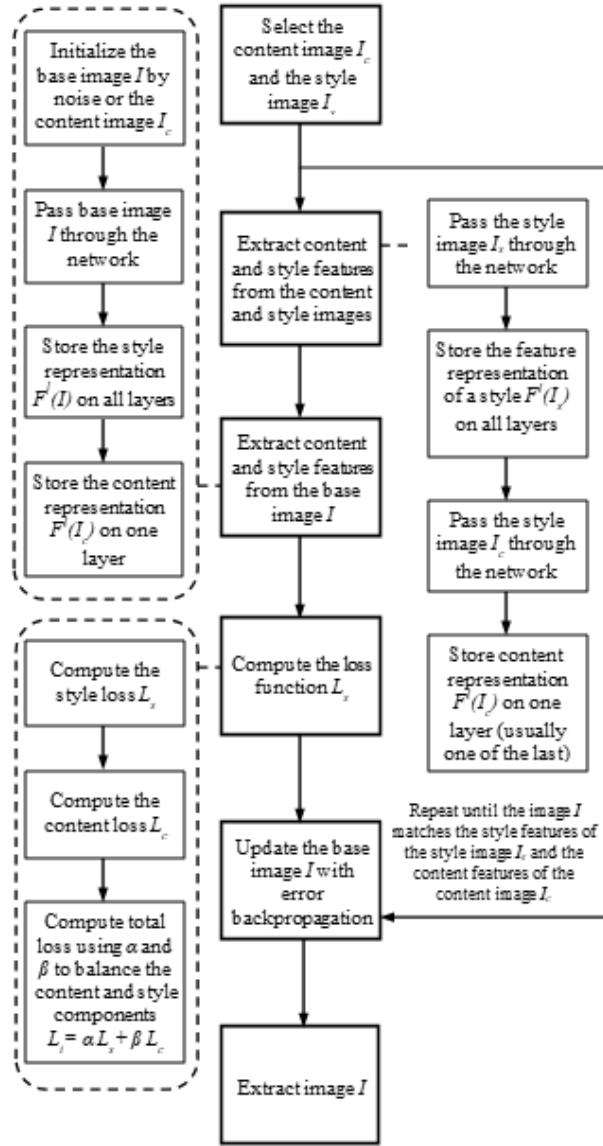 Initialize the
base image I by
noise or the
content image I_c
Pass base image
I through the
network
Store the style
representation
F^l(I) on all layers
Store the content
representation
F^l(I_c) on one
layer
Compute the
style loss L_s
Compute the
content loss L_c
Compute total
loss using α and
β to balance the
content and style
components
L_t = α L_s + β L_c
Select the
content image I_c
and the style
image I_s
Extract content
and style features
from the content
and style images
Extract content
and style features
from the base
image I
Compute the loss
function L_s
Update the base
image I with
error
backpropagation
Extract image I
Pass the style
image I_s through
the network
Store the feature
representation
of a style F^l(I_s)
on all layers
Pass the style
image I_c through
the network
Store content
representation
F^l(I_c) on one
layer (usually
one of the last)
Repeat until the image I
matches the style features of
the style image I_s and the
content features of the
content image I_c